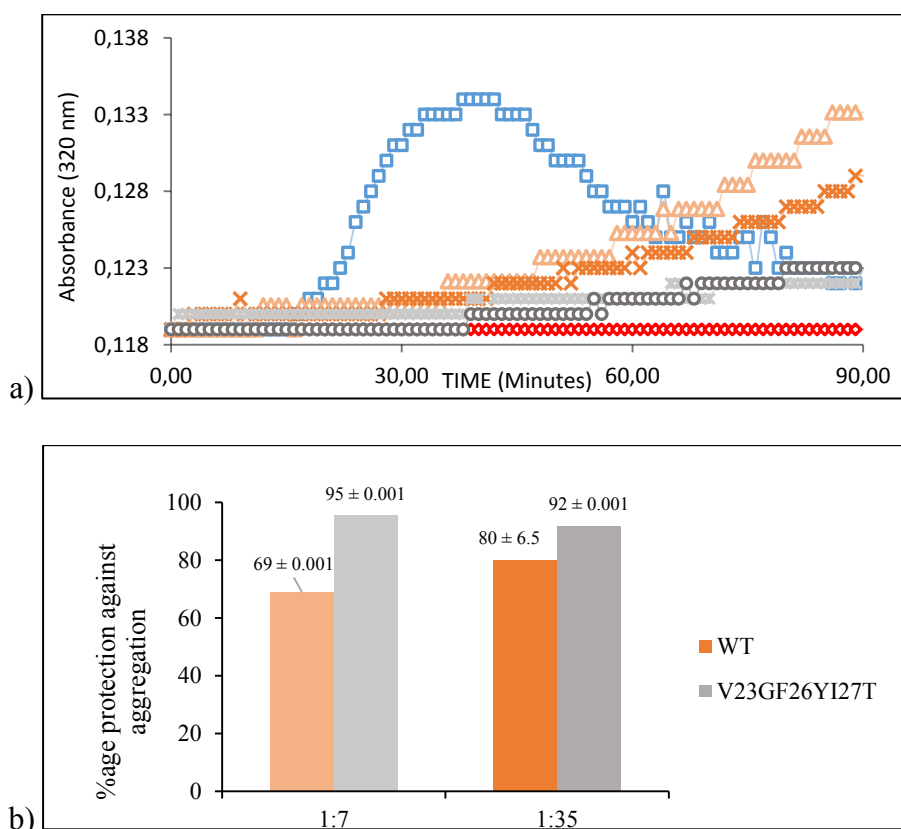 0,138
0,133
0,128
0,123
0,118
Absorbance (320 nm)
0,00
30,00
60,00
90,00
TIME (Minutes)
a)
%age protection against
aggregation
100
80
60
40
20
0
69 ± 0.001
95 ± 0.001
80 ± 6.5
92 ± 0.001
1:7
1:35
WT
V23GF26YI27T
b)